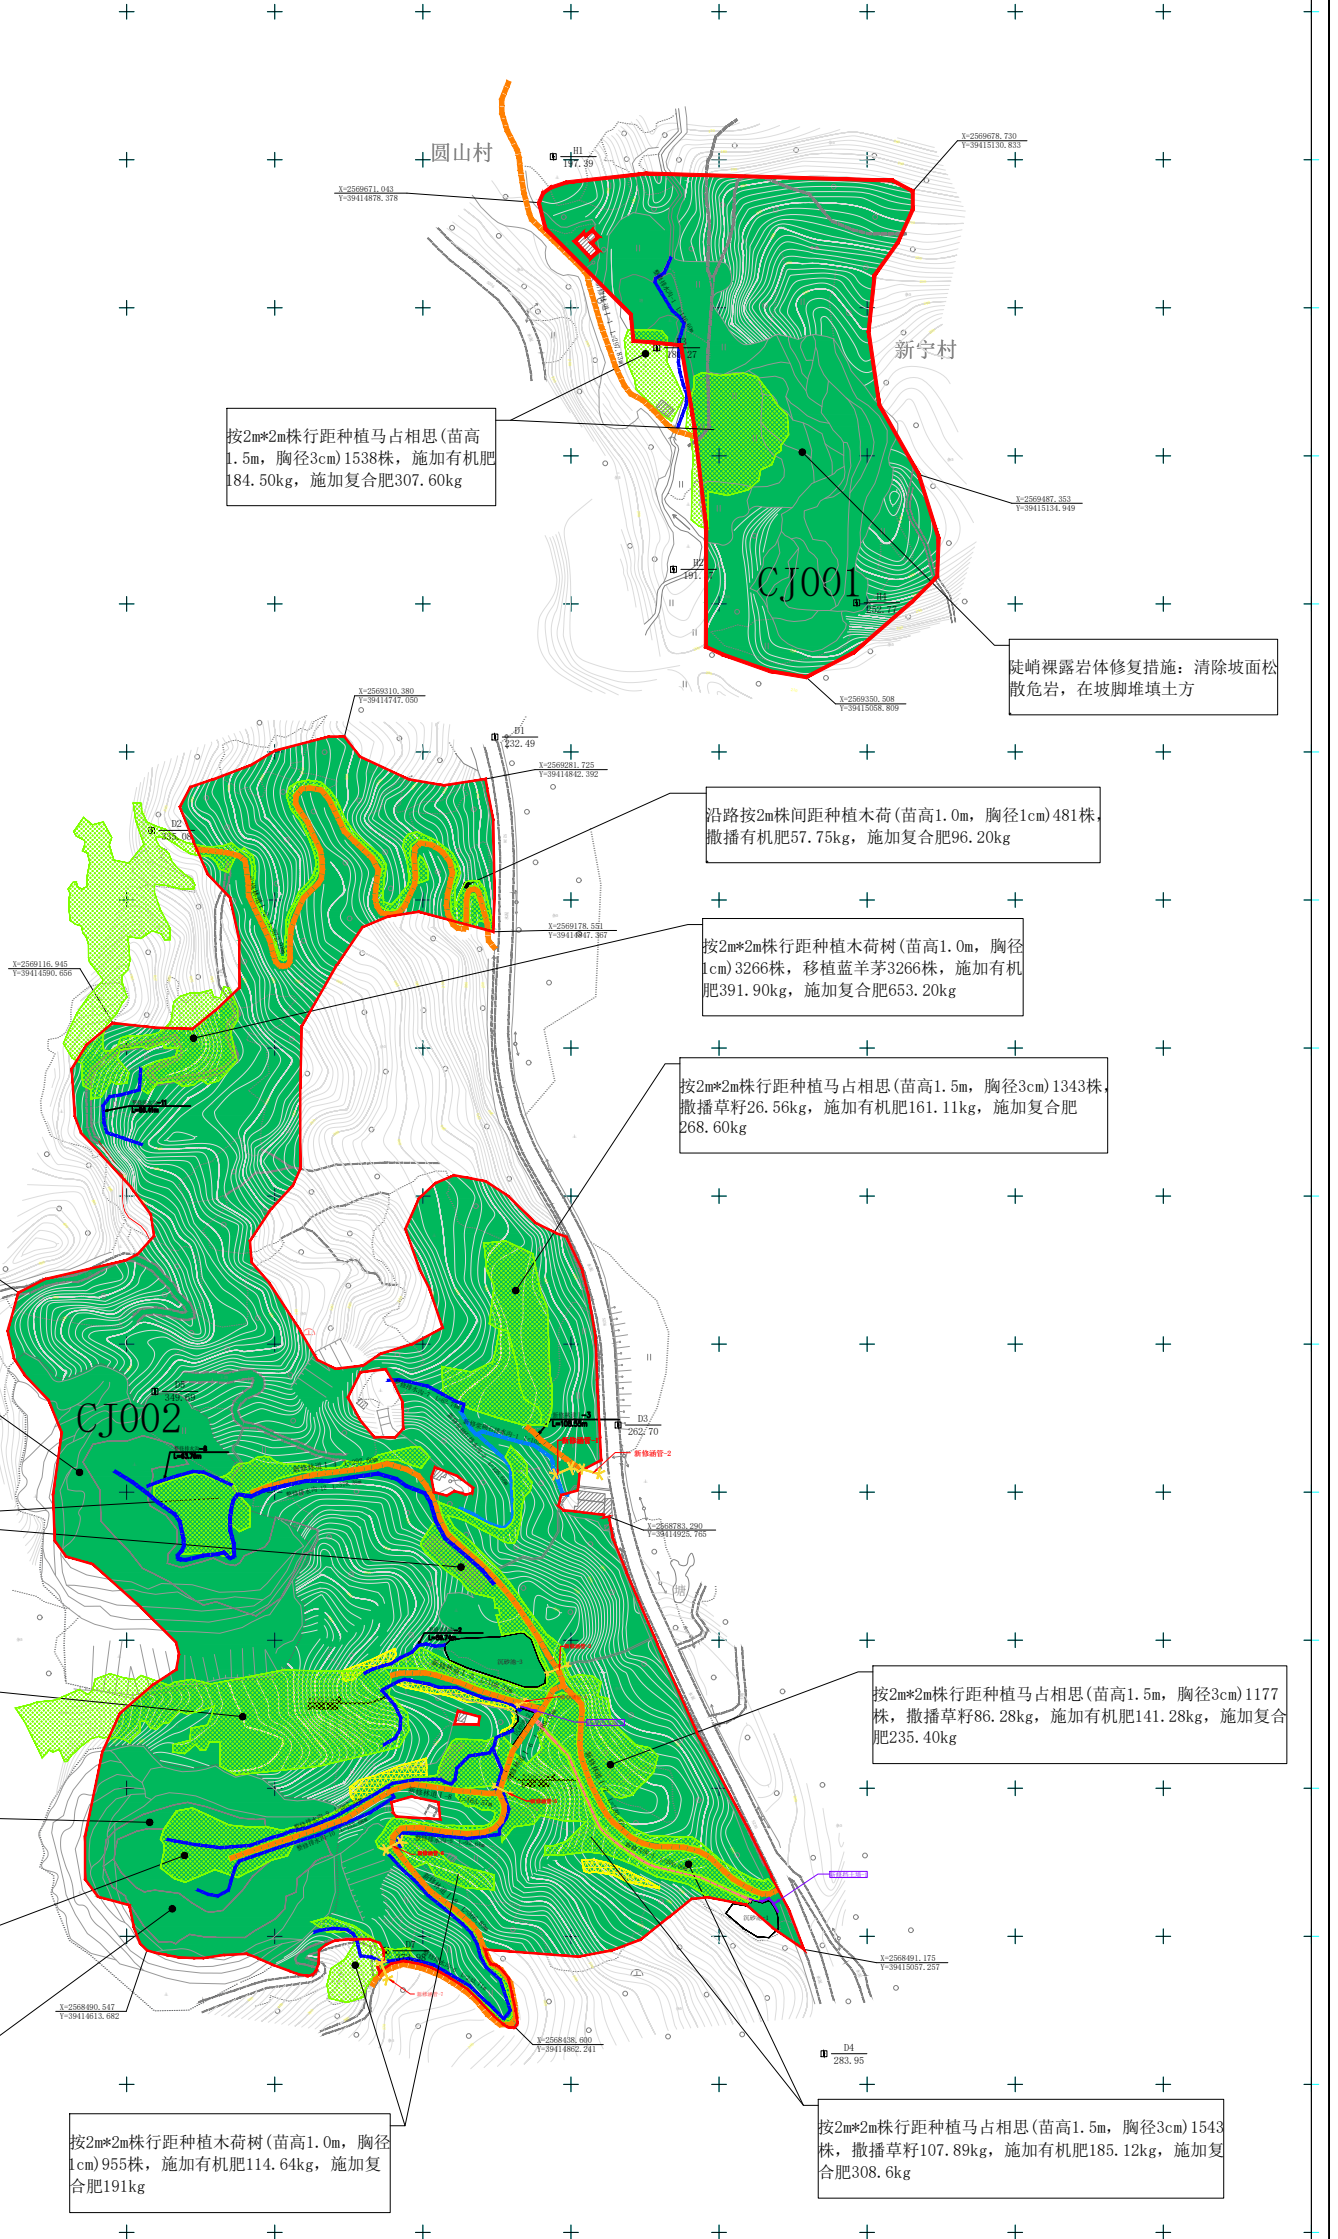 圆山村
H1
197.39
X=2569678.730
Y=39415130.833
X=2569671.043
Y=39414878.378
新宁村
按2m*2m株行距种植马占相思(苗高
1.5m，胸径3cm)1538株，施加有机肥
184.50kg，施加复合肥307.60kg
X=2569487.353
Y=39415134.949
H2
CJ001
252.77
陡峭裸露岩体修复措施：清除坡面松
散危岩，在坡脚堆填土方
X=2569350.508
Y=39415058.809
X=2569310.380
Y=39414747.050
D1
232.49
X=2569281.725
Y=39414842.392
D2
335.08
沿路按2m株间距种植木荷(苗高1.0m，胸径1cm)481株，
撒播有机肥57.75kg，施加复合肥96.20kg
X=2569178.551
Y=39414847.367
按2m*2m株行距种植木荷树(苗高1.0m，胸径
1cm)3266株，移植蓝羊茅3266株，施加有机
肥391.90kg，施加复合肥653.20kg
X=2569116.945
Y=39414590.656
按2m*2m株行距种植马占相思(苗高1.5m，胸径3cm)1343株，
撒播草籽26.56kg，施加有机肥161.11kg，施加复合肥
268.60kg
D5
349.69
CJ002
D3
262.70
新修涵管-2
X=2568783.290
Y=39414925.765
塘
按2m*2m株行距种植马占相思(苗高1.5m，胸径3cm)1177
株，撒播草籽86.28kg，施加有机肥141.28kg，施加复合
肥235.40kg
D7
X=2568491.175
Y=39415057.257
X=2568490.547
Y=39414613.682
X=2568438.600
Y=39414862.241
D4
283.95
按2m*2m株行距种植木荷树(苗高1.0m，胸径
1cm)955株，施加有机肥114.64kg，施加复
合肥191kg
按2m*2m株行距种植马占相思(苗高1.5m，胸径3cm)1543
株，撒播草籽107.89kg，施加有机肥185.12kg，施加复
合肥308.6kg